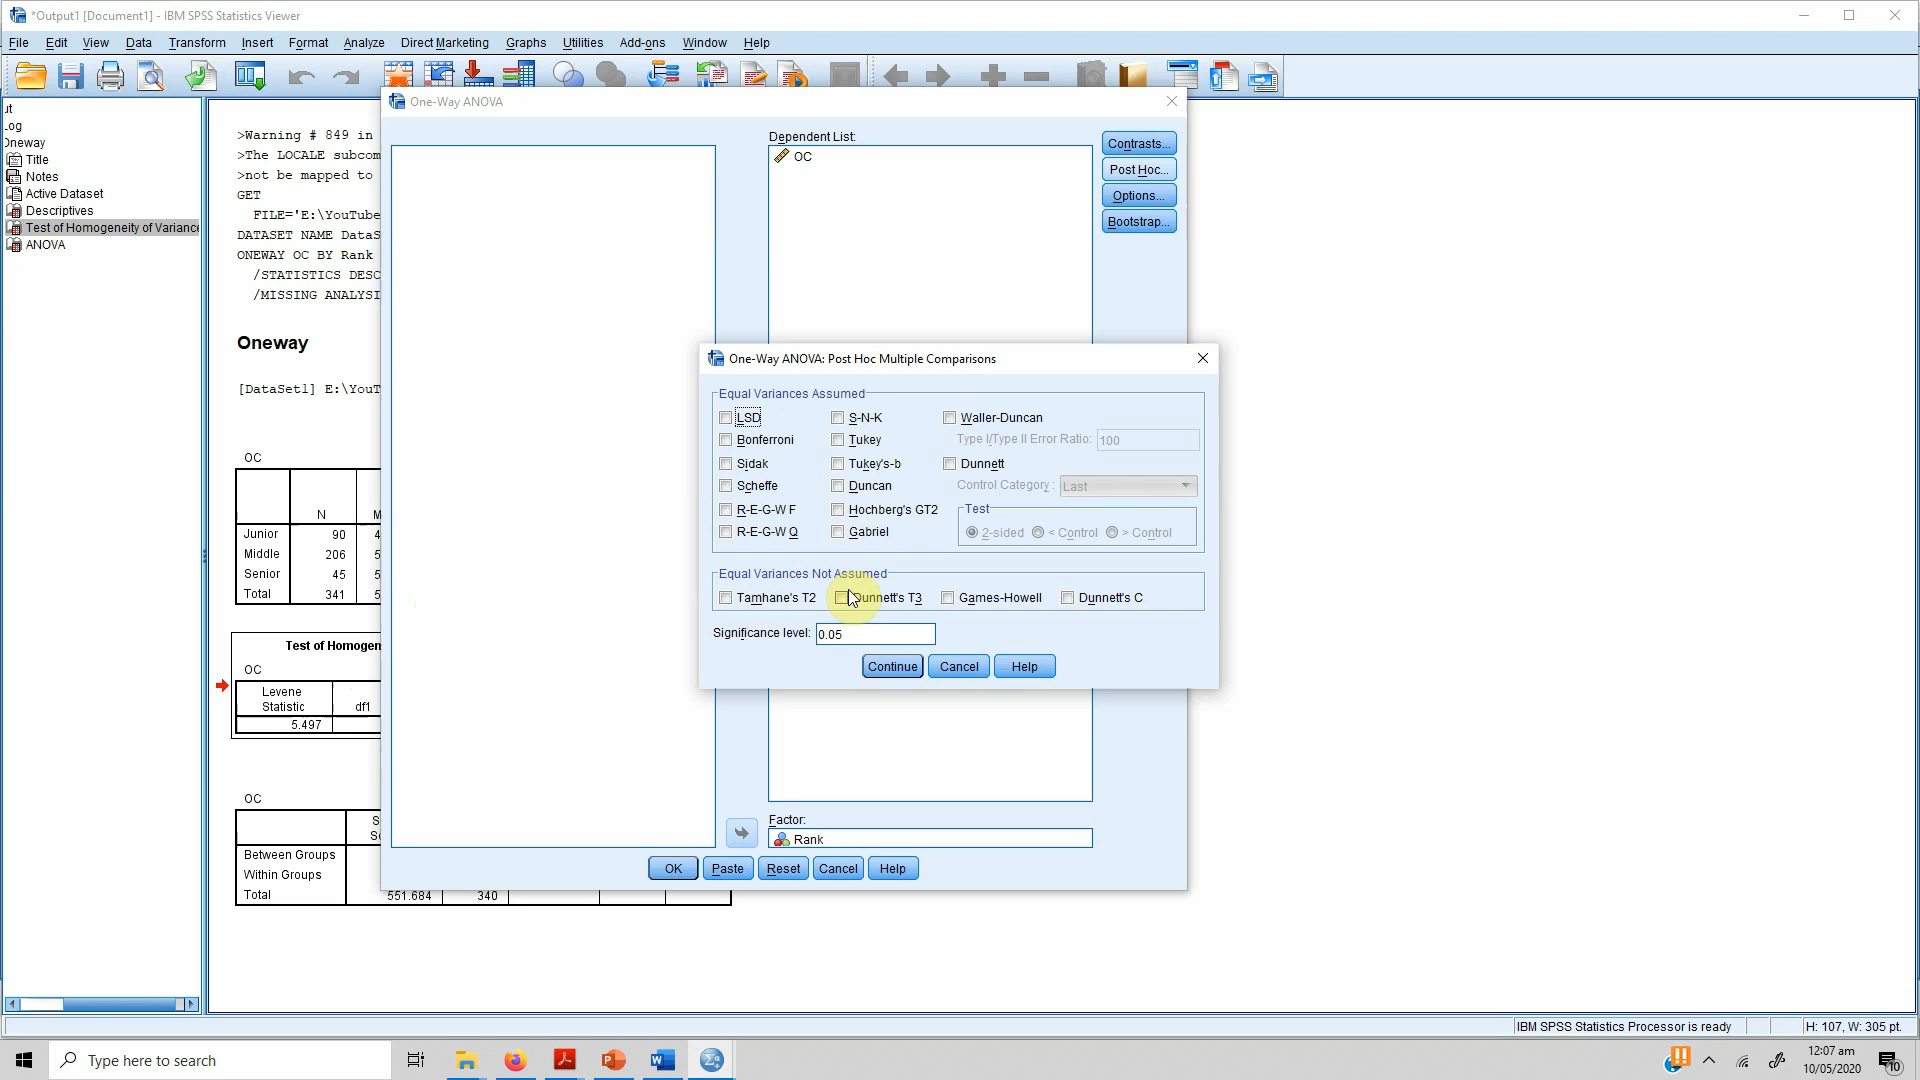 *Output1 [Document1] - IBM SPSS Statistics Viewer
File Edit View Data Transform Insert Format Analyze Direct Marketing Graphs Utilities Add-ons Window Help
Log
Oneway
Title
Notes
Active Dataset
Descriptives
Test of Homogeneity of Variance
ANOVA
>Warning # 849 in
>The LOCALE subcom
>not be mapped to
GET
FILE='E:\YouTube
DATASET NAME DataS
ONEWAY OC BY Rank
/STATISTICS DESC
/MISSING ANALYSI
Oneway
[DataSet1] E:\YouT
OC
N M
Junior 90 4
Middle 206 5
Senior 45 5
Total 341 5
Test of Homogen
OC
Levene
Statistic df1
5.497
OC
Between Groups
Within Groups
Total 551.684 340
One-Way ANOVA
Dependent List:
OC
Contrasts...
Post Hoc...
Options...
Bootstrap...
Factor:
Rank
OK Paste Reset Cancel Help
One-Way ANOVA: Post Hoc Multiple Comparisons
Equal Variances Assumed
LSD S-N-K Waller-Duncan
Bonferroni Tukey Type I/Type II Error Ratio: 100
Sidak Tukey's-b Dunnett
Scheffe Duncan Control Category: Last
R-E-G-W F Hochberg's GT2 Test
R-E-G-W Q Gabriel 2-sided < Control > Control
Equal Variances Not Assumed
Tamhane's T2 Dunnett's T3 Games-Howell Dunnett's C
Significance level: 0.05
Continue Cancel Help
IBM SPSS Statistics Processor is ready H: 107, W: 305 pt.
Type here to search
12:07 am
10/05/2020
10